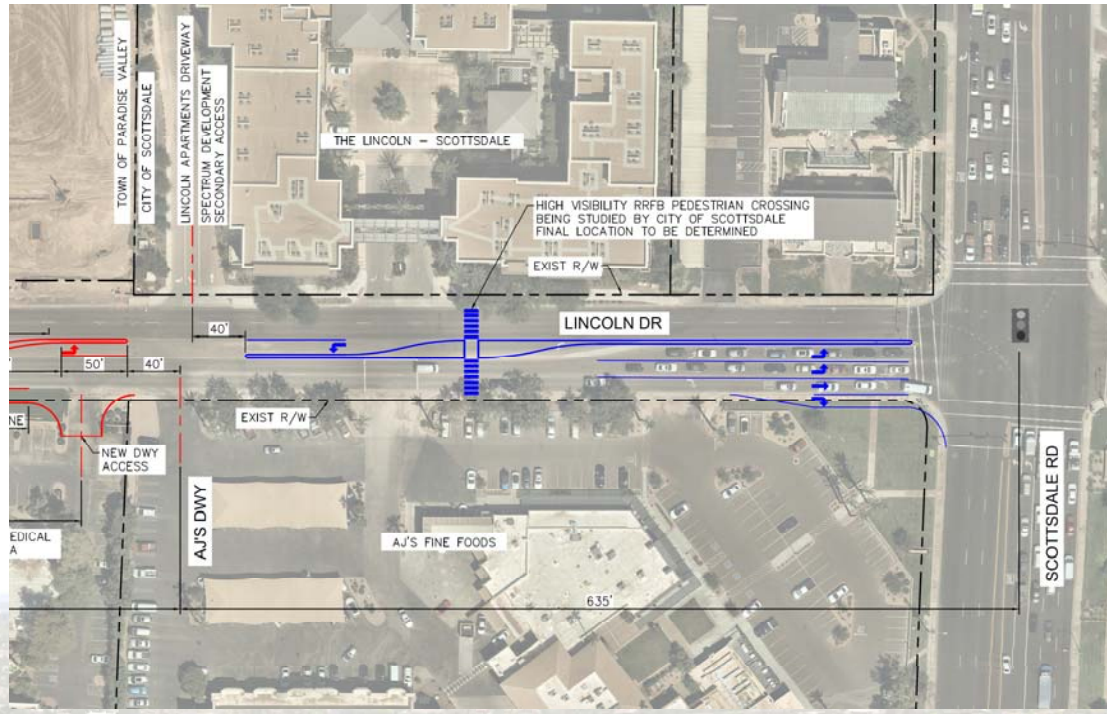 TOWN OF PARADISE VALLEY
CITY OF SCOTTSDALE
LINCOLN APARTMENTS DRIVEWAY
SPECTRUM DEVELOPMENT
SECONDARY ACCESS
THE LINCOLN – SCOTTSDALE
HIGH VISIBILITY RRFB PEDESTRIAN CROSSING
BEING STUDIED BY CITY OF SCOTTSDALE
FINAL LOCATION TO BE DETERMINED
EXIST R/W
LINCOLN DR
40'
50'
40'
EXIST R/W
NE
NEW DWY
ACCESS
AJ'S DWY
AJ'S FINE FOODS
EDICAL
A
635'
SCOTTSDALE RD